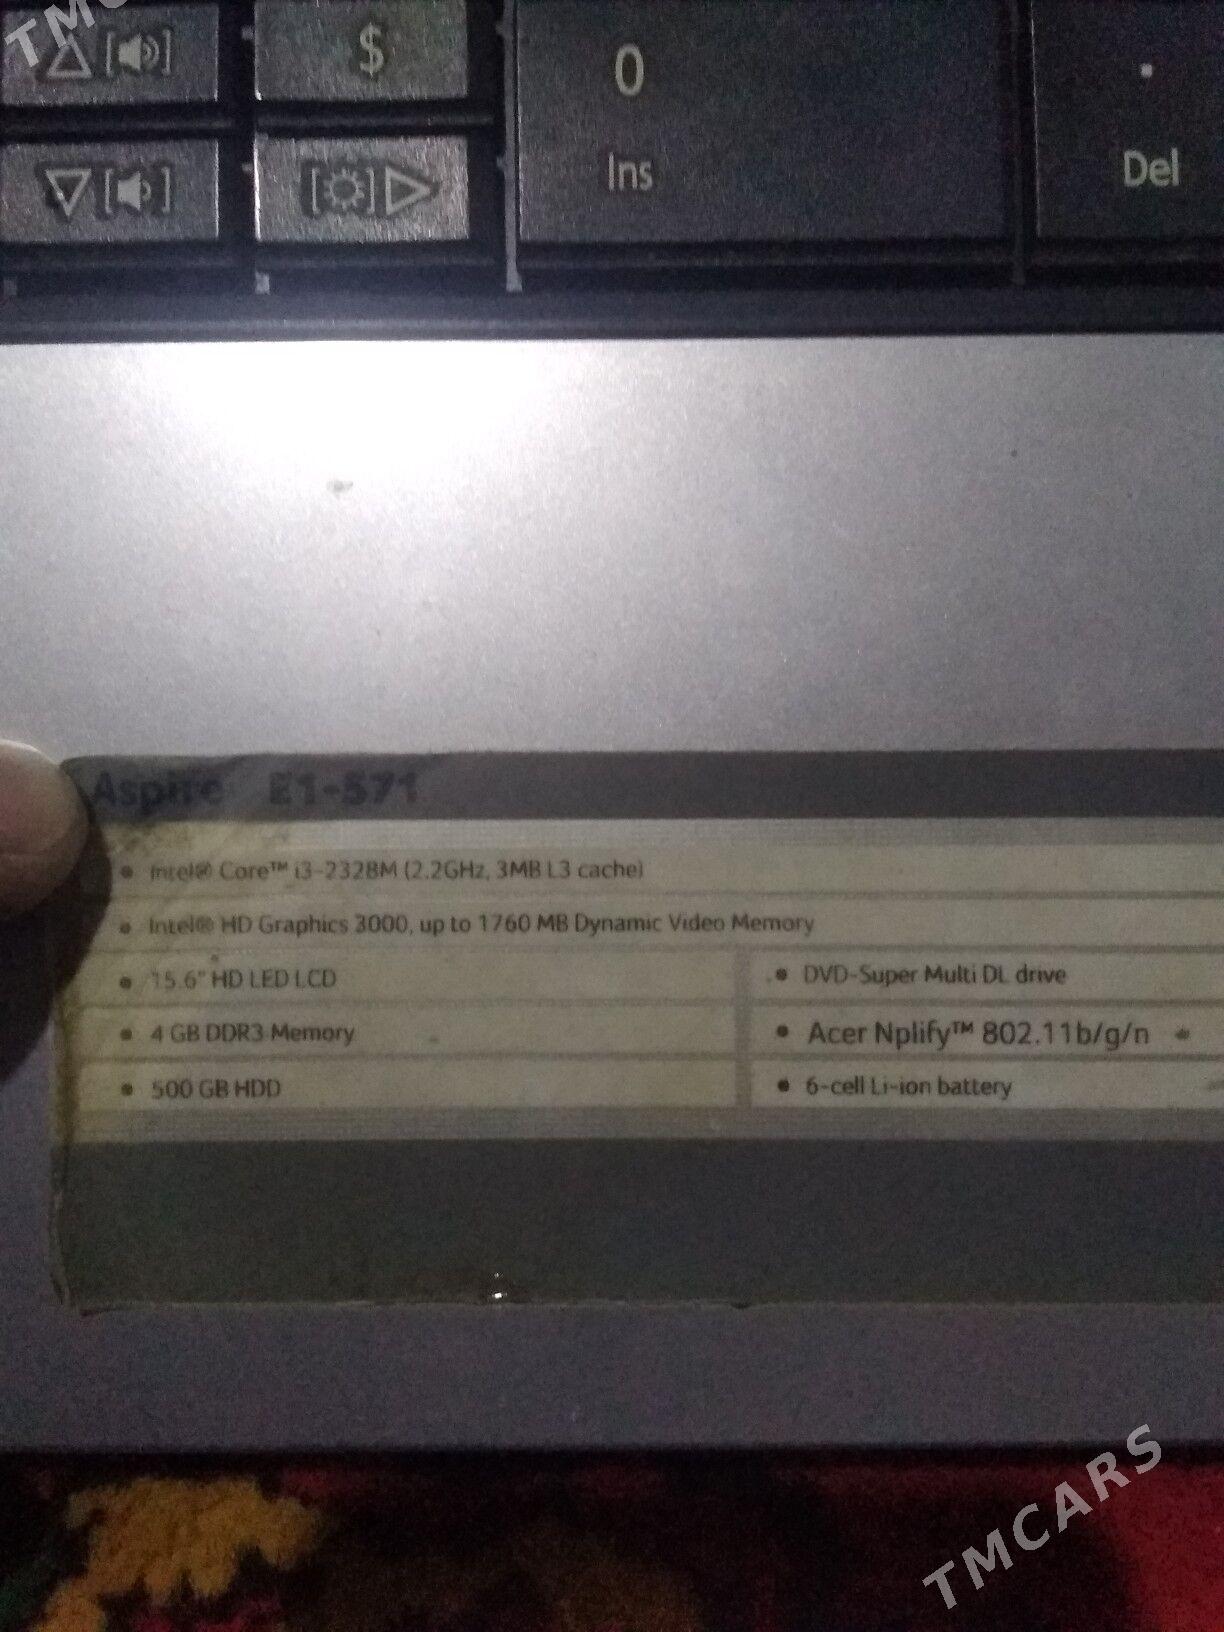 TMC
$
0
.
Ins
Del
Aspire E1-571
Intel® Core™ i3-2328M (2.2GHz, 3MB L3 cache)
Intel® HD Graphics 3000, up to 1760 MB Dynamic Video Memory
15.6" HD LED LCD
DVD-Super Multi DL drive
4 GB DDR3 Memory
Acer Nplify™ 802.11b/g/n
500 GB HDD
6-cell Li-ion battery
TMCARS